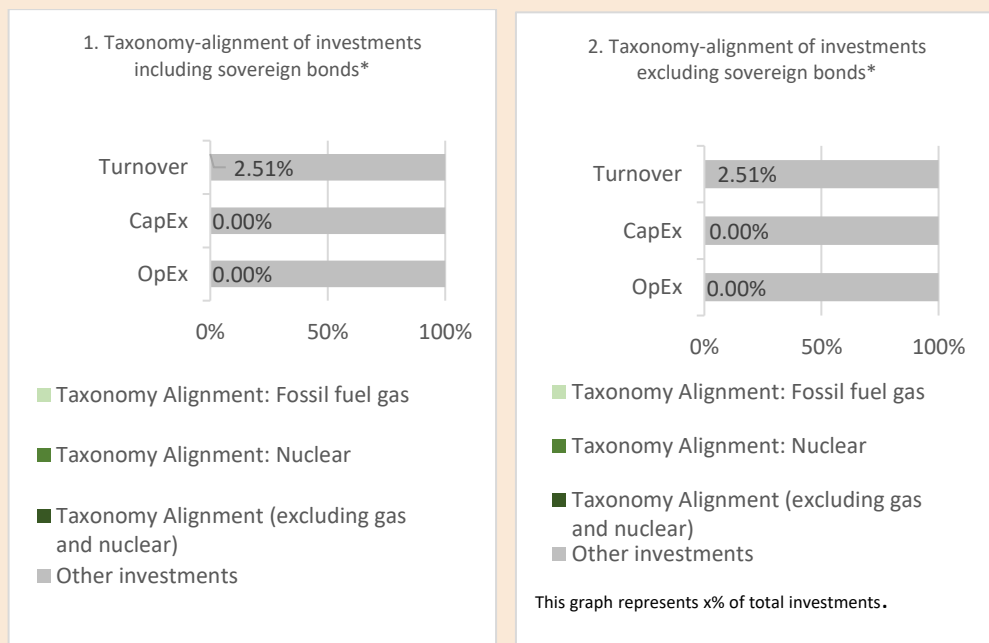 1. Taxonomy-alignment of investments
including sovereign bonds*
Turnover
2.51%
CapEx
0.00%
OpEx
0.00%
0%
50%
100%
Taxonomy Alignment: Fossil fuel gas
Taxonomy Alignment: Nuclear
Taxonomy Alignment (excluding gas
and nuclear)
Other investments
2. Taxonomy-alignment of investments
excluding sovereign bonds*
Turnover
2.51%
CapEx
0.00%
OpEx
0.00%
0%
50%
100%
Taxonomy Alignment: Fossil fuel gas
Taxonomy Alignment: Nuclear
Taxonomy Alignment (excluding gas
and nuclear)
Other investments
This graph represents x% of total investments.